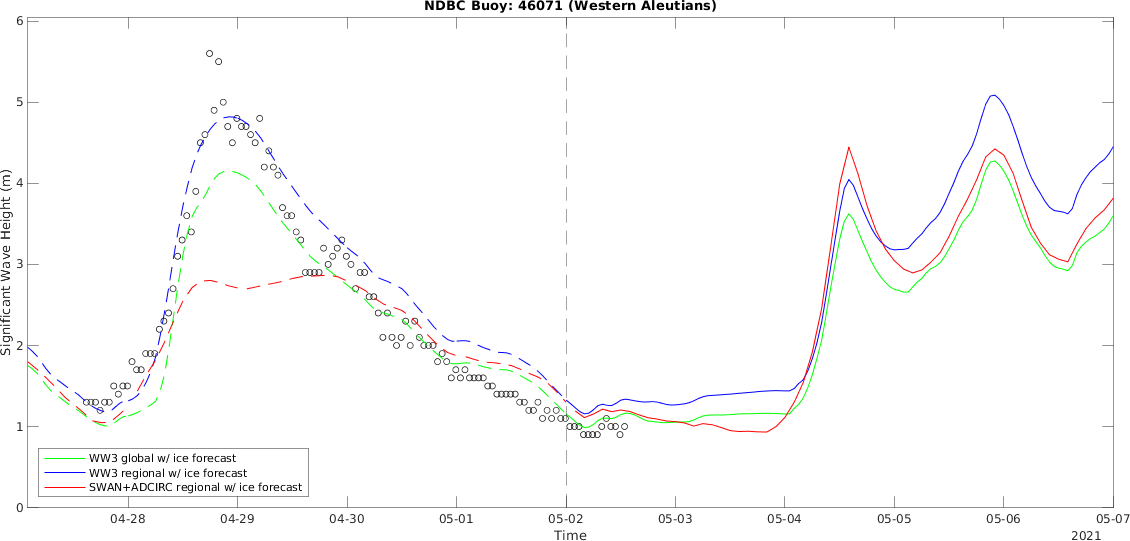 NDBC Buoy: 46071 (Western Aleutians)
6
5
4
3
2
1
0
Significant Wave Height (m)
WW3 global w/ ice forecast
WW3 regional w/ ice forecast
SWAN+ADCIRC regional w/ ice forecast
04-28 04-29 04-30 05-01 05-02 05-03 05-04 05-05 05-06 05-07
Time
2021